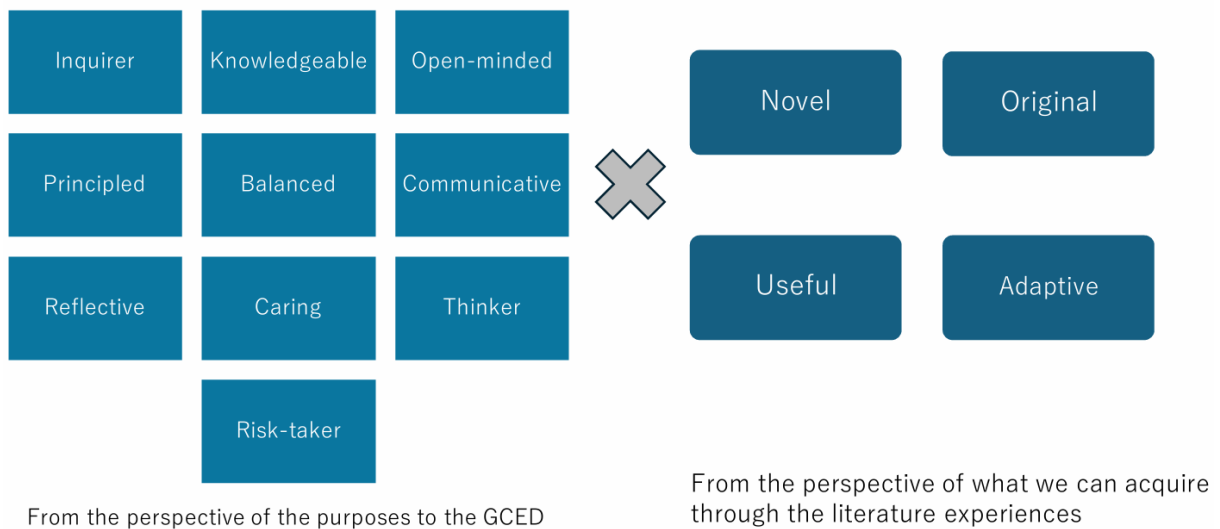 Inquirer
Knowledgeable
Open-minded
Novel
Original
Principled
Balanced
Communicative
Reflective
Caring
Thinker
Useful
Adaptive
Risk-taker
From the perspective of the purposes to the GCED
From the perspective of what we can acquire
through the literature experiences